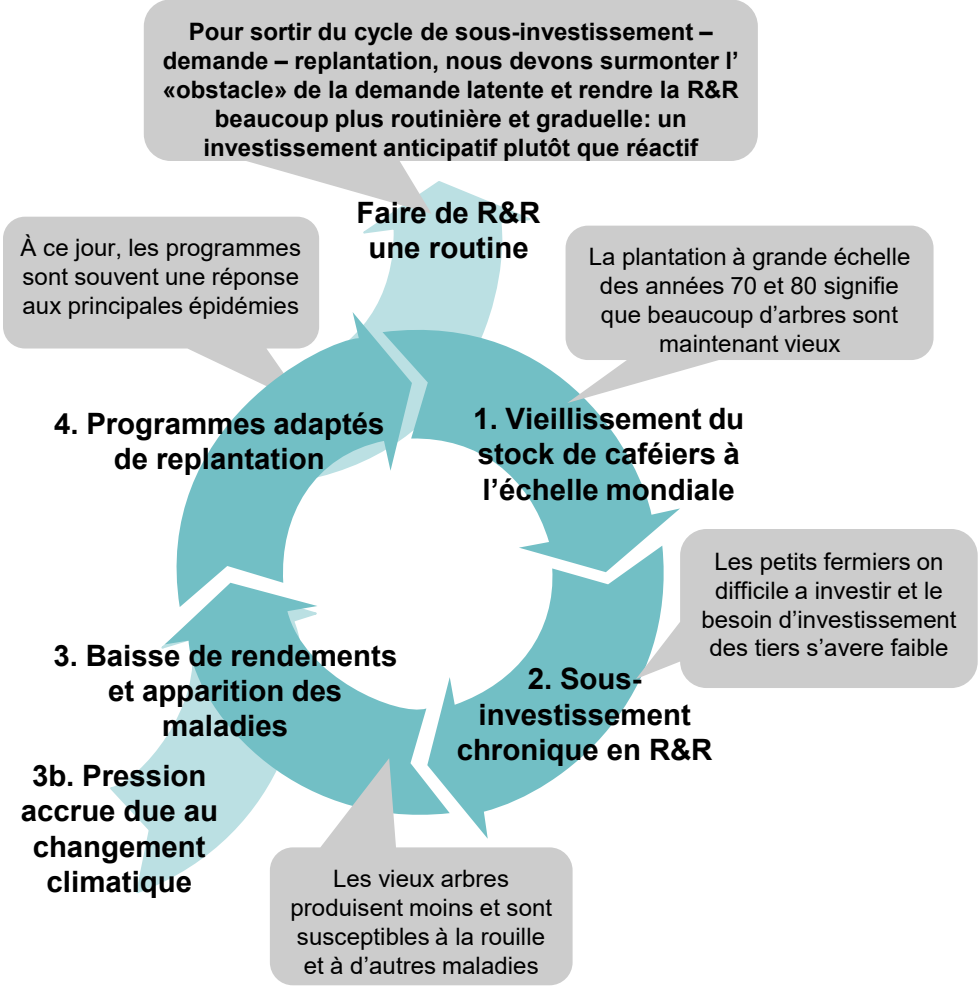 Pour sortir du cycle de sous-investissement –
demande – replantation, nous devons surmonter l’
«obstacle» de la demande latente et rendre la R&R
beaucoup plus routinière et graduelle: un
investissement anticipatif plutôt que réactif
Faire de R&R
une routine
À ce jour, les programmes
sont souvent une réponse
aux principales épidémies
La plantation à grande échelle
des années 70 et 80 signifie
que beaucoup d’arbres sont
maintenant vieux
4. Programmes adaptés
de replantation
1. Vieillissement du
stock de caféiers à
l’échelle mondiale
Les petits fermiers on
difficile a investir et le
besoin d’investissement
des tiers s’avere faible
3. Baisse de rendements
et apparition des
maladies
2. Sous-
investissement
chronique en R&R
3b. Pression
accrue due au
changement
climatique
Les vieux arbres
produisent moins et sont
susceptibles à la rouille
et à d’autres maladies